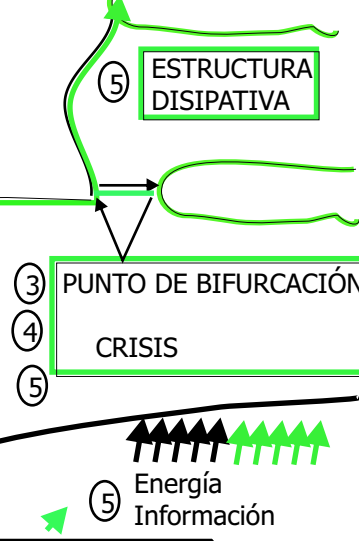 5 ESTRUCTURA
DISIPATIVA
3 PUNTO DE BIFURCACIÓN
4
CRISIS
5
5 Energía
Información